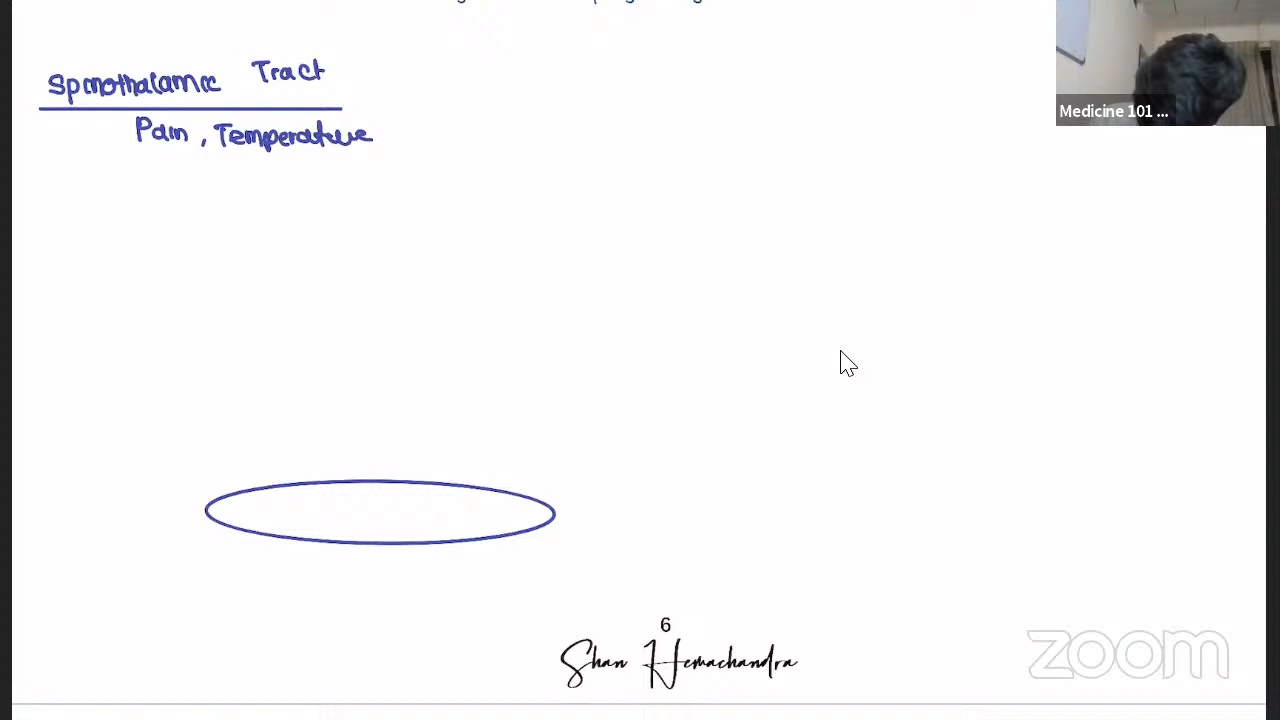 Spinothalamic Tract
Pain, Temperature
Medicine 101 ...
6
Shan Hemachandra
zoom